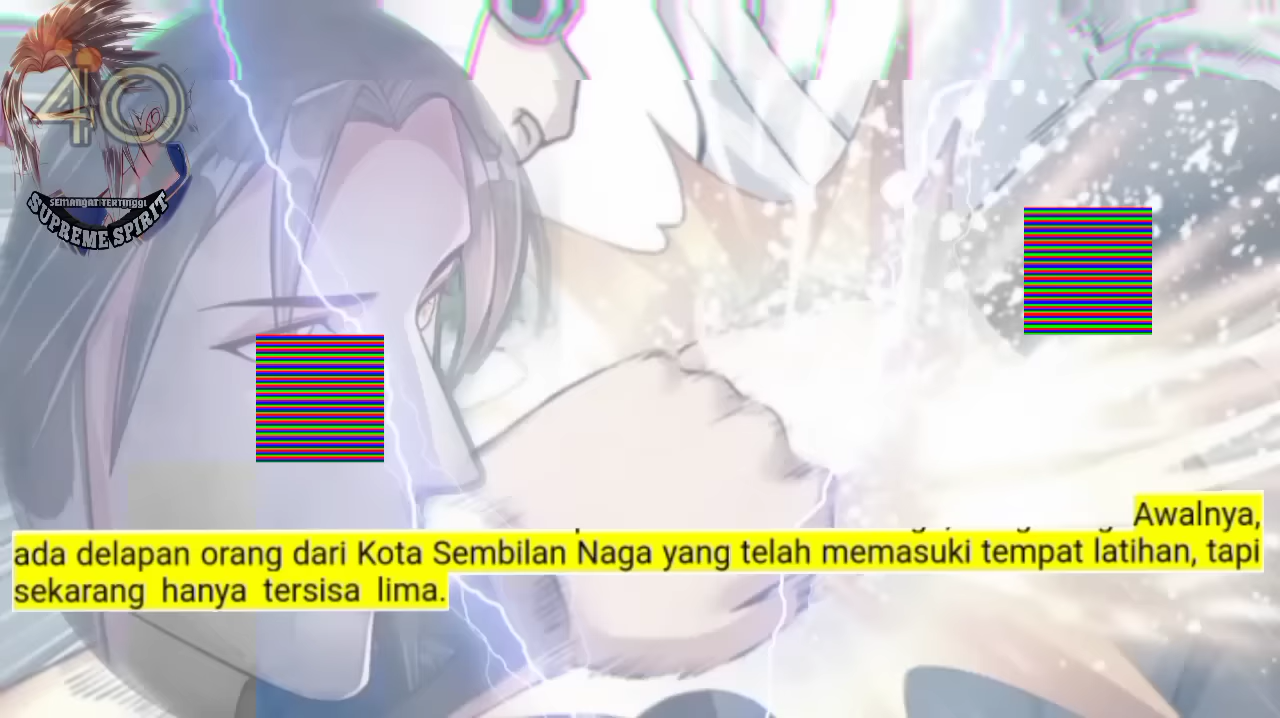 40
SEMANGAT TERTINGGI
SUPREME SPIRIT
Awalnya,
ada delapan orang dari Kota Sembilan Naga yang telah memasuki tempat latihan, tapi
sekarang hanya tersisa lima.